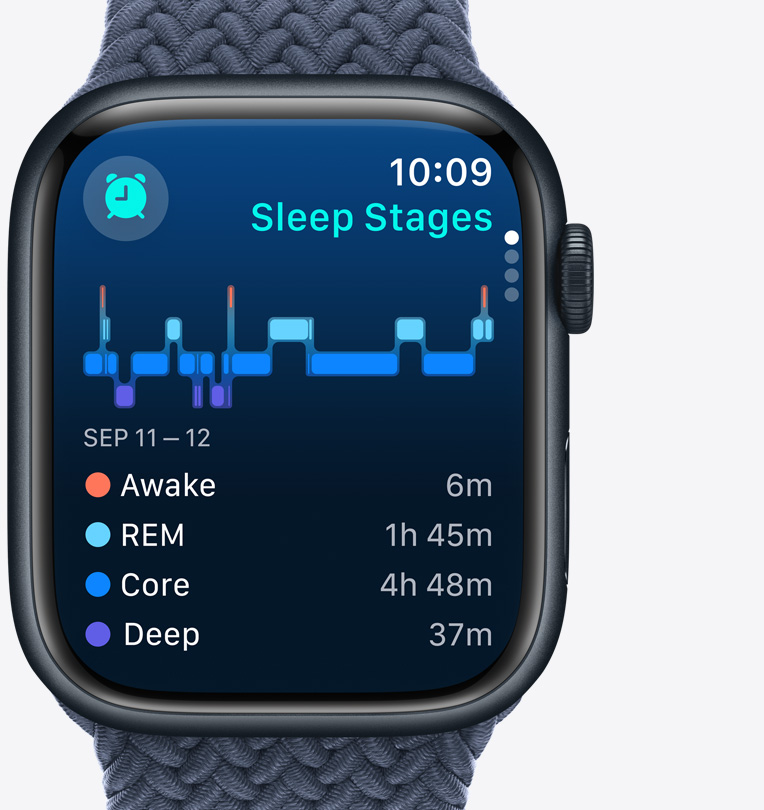 10:09
Sleep Stages
SEP 11 – 12
Awake 6m
REM 1h 45m
Core 4h 48m
Deep 37m